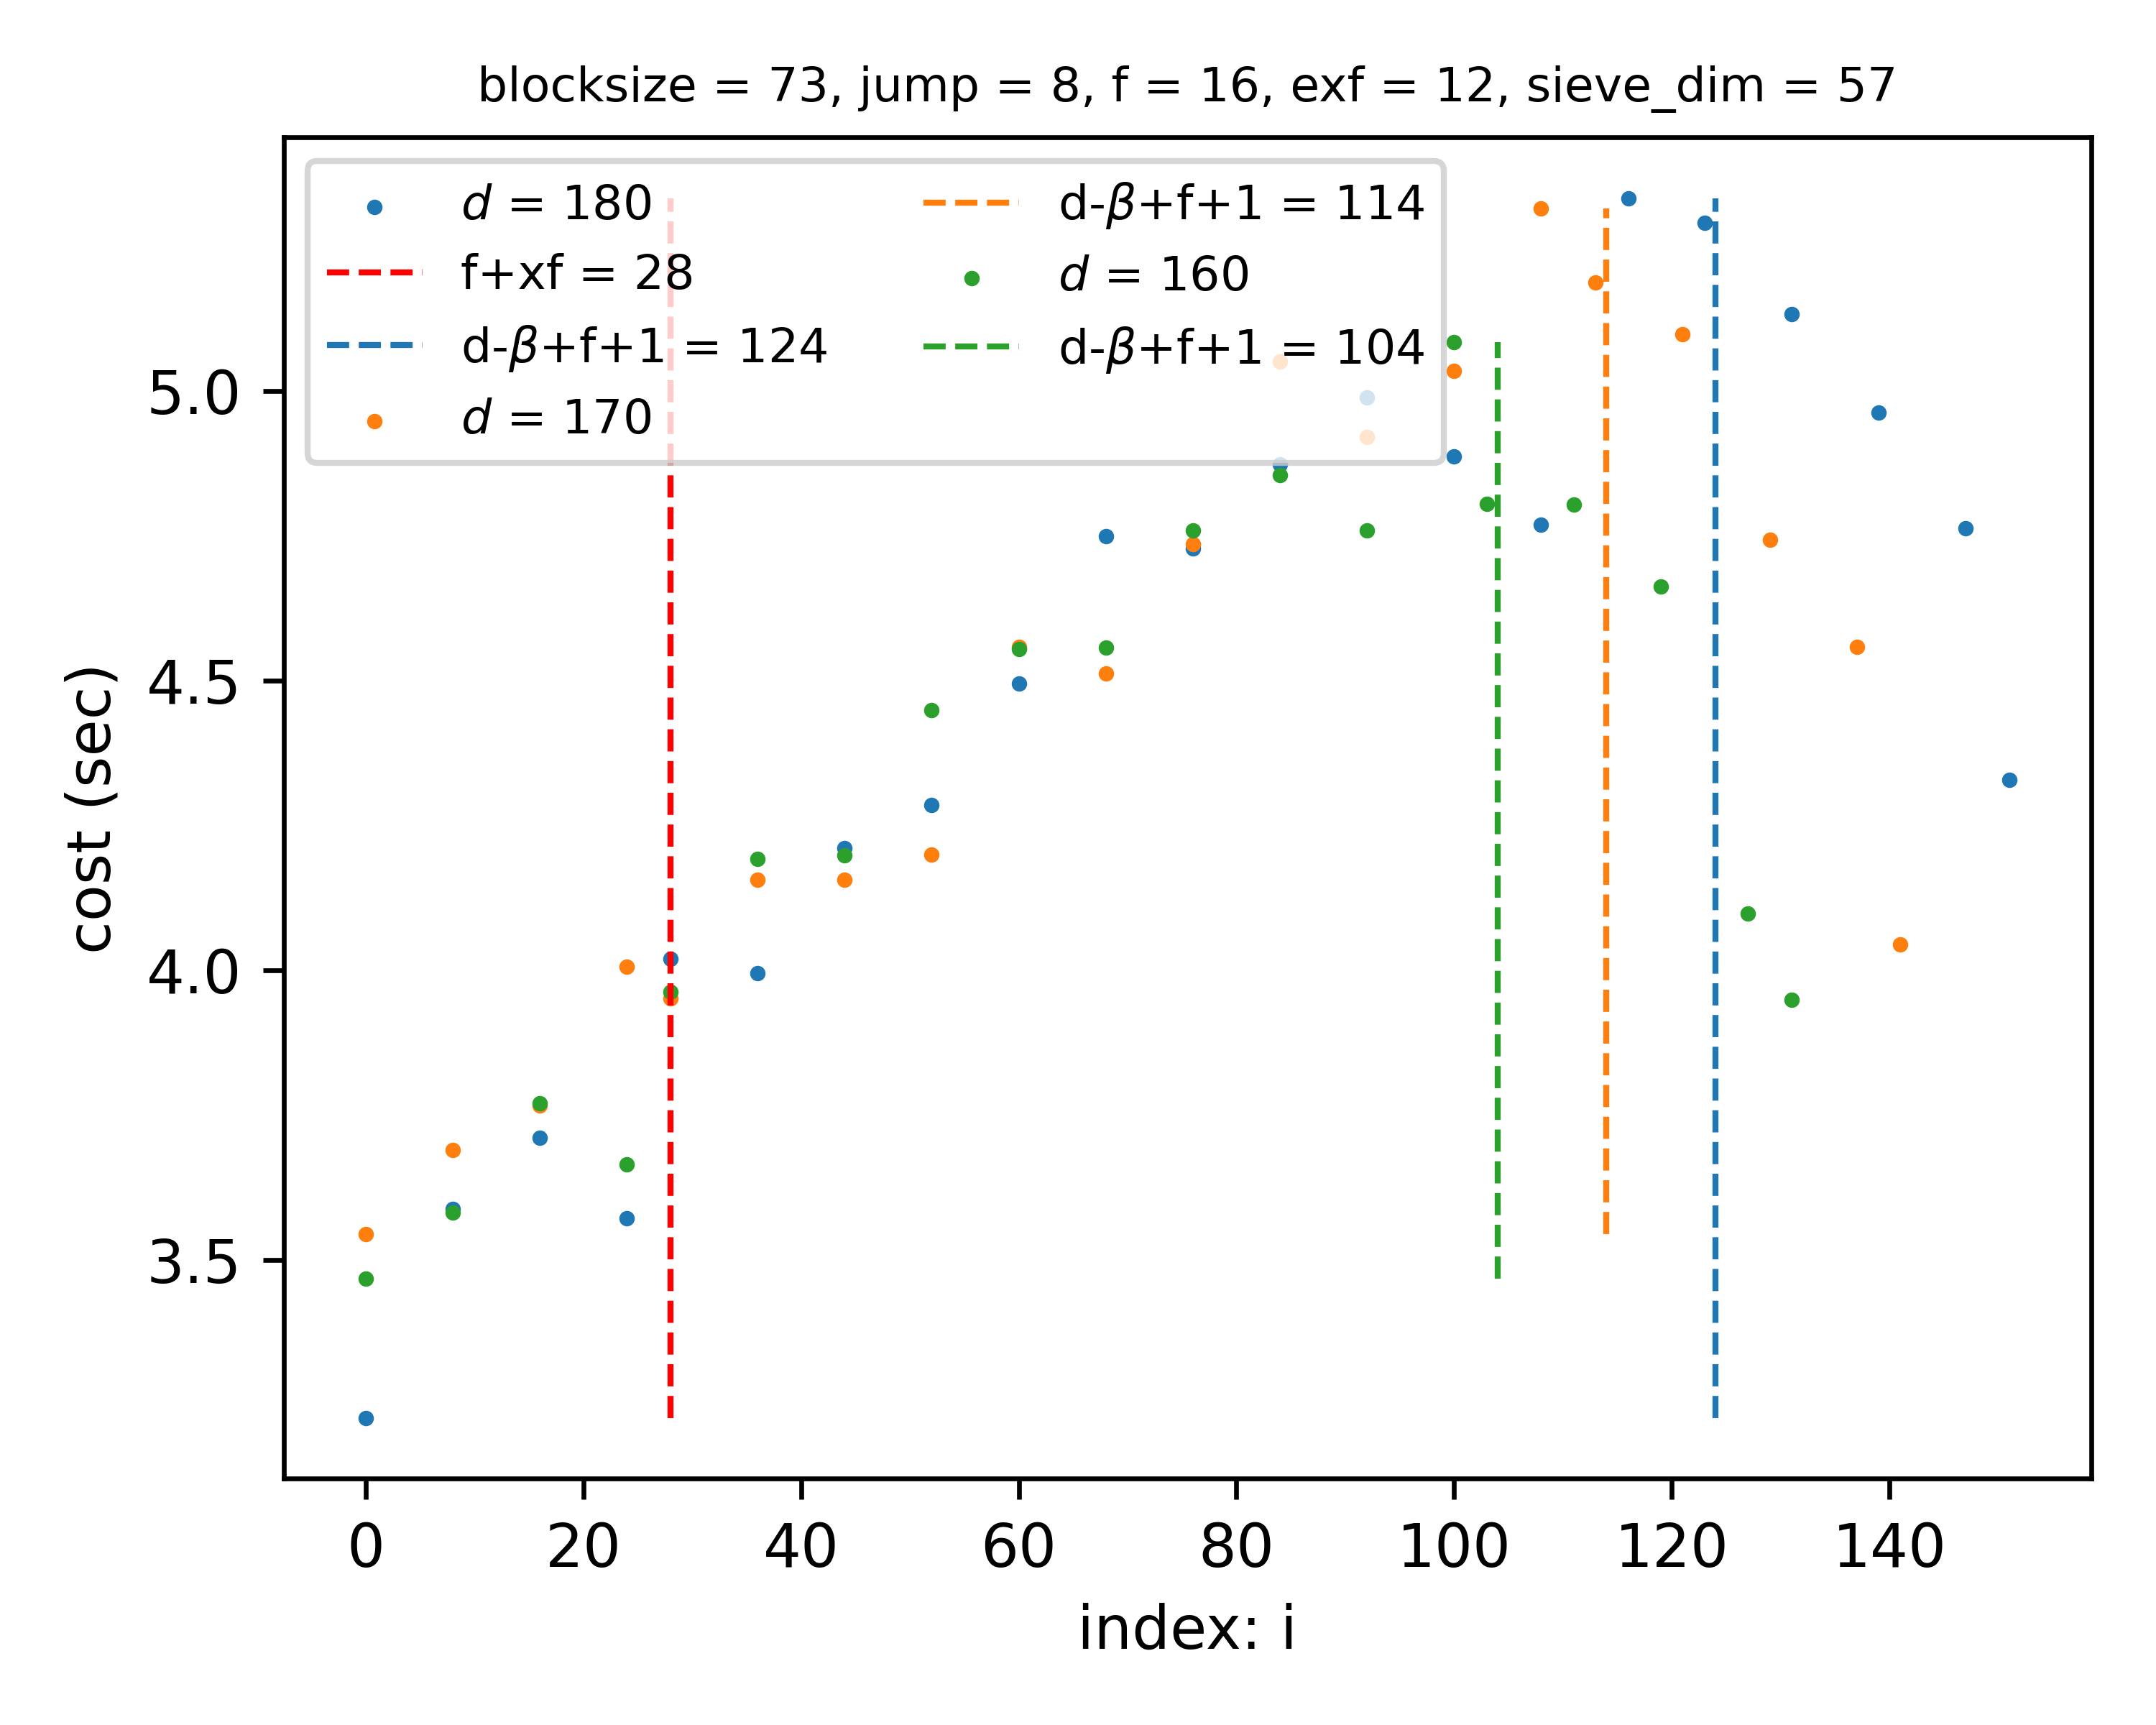 blocksize = 73, jump = 8, f = 16, exf = 12, sieve_dim = 57
d = 180
f+xf = 28
d-β+f+1 = 124
d = 170
d-β+f+1 = 114
d = 160
d-β+f+1 = 104
cost (sec)
5.0
4.5
4.0
3.5
0 20 40 60 80 100 120 140
index: i